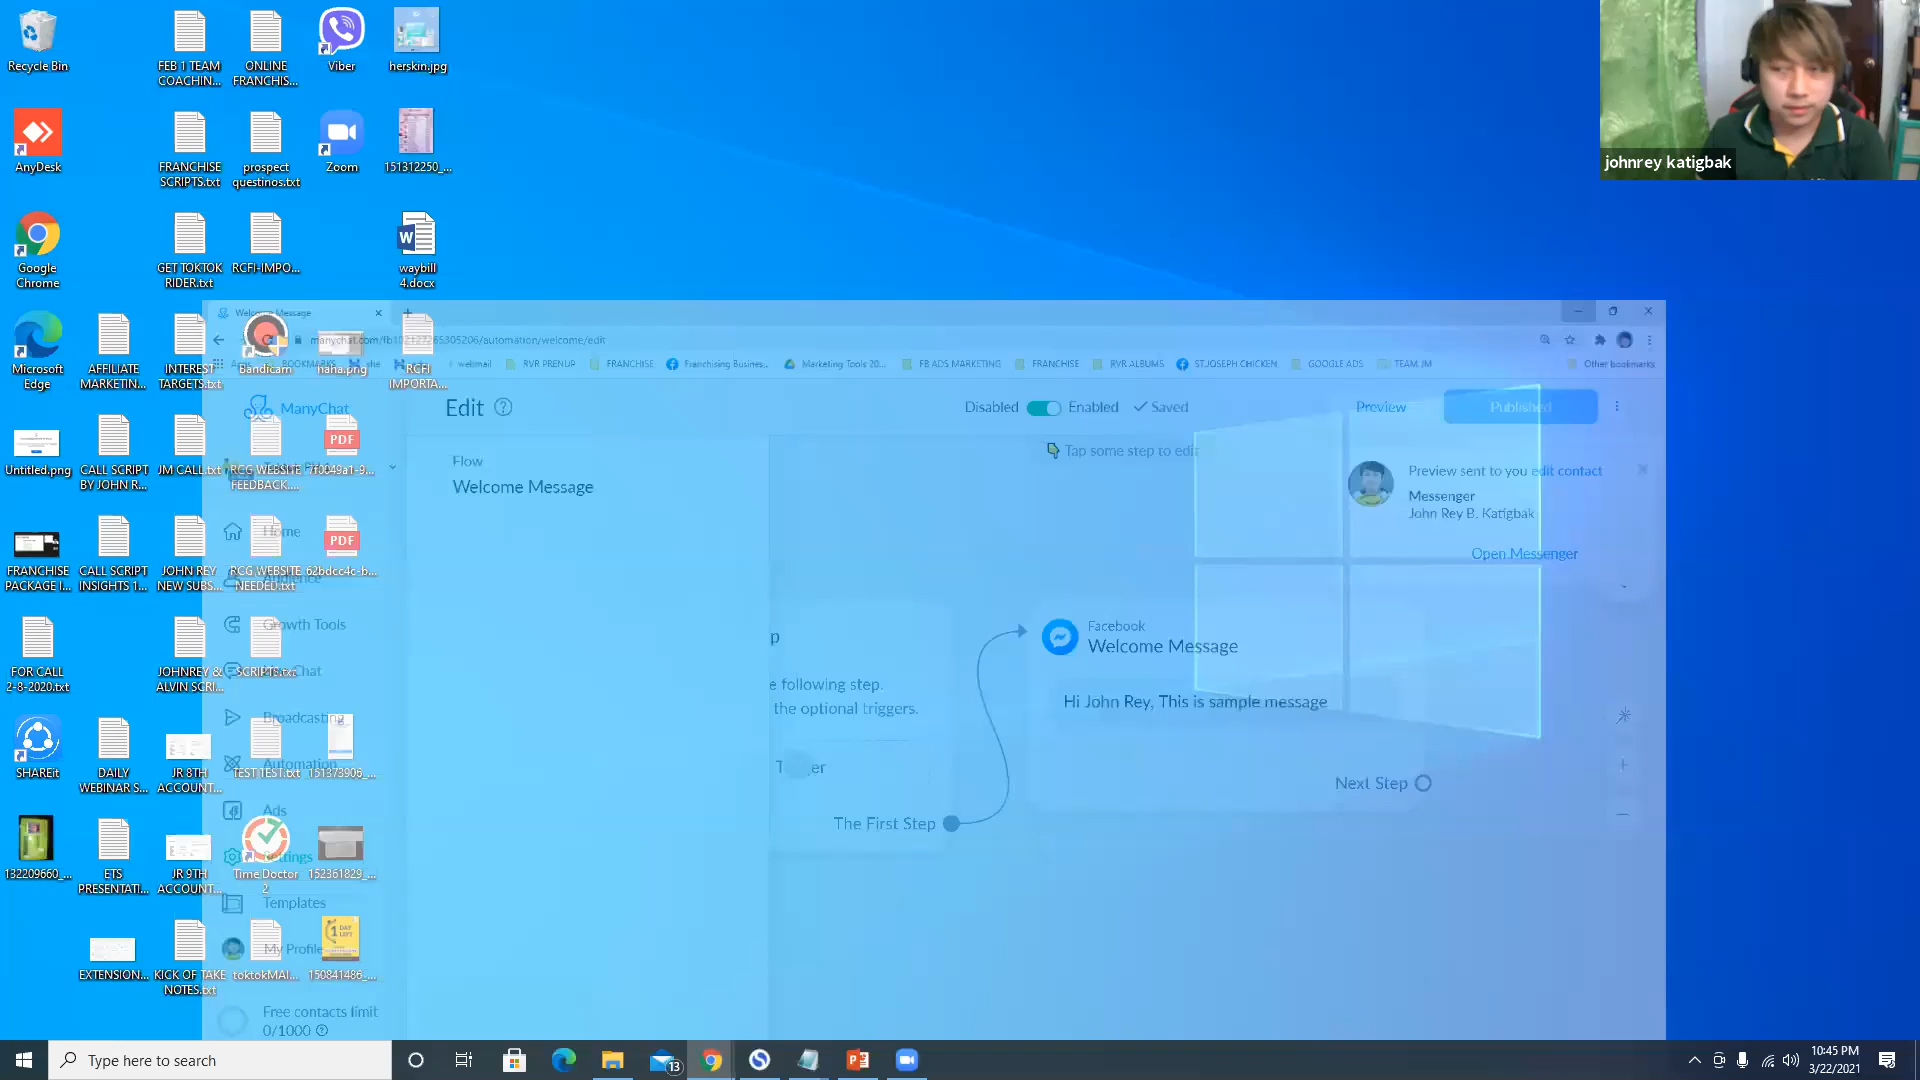 Recycle Bin
FEB 1 TEAM
COACHIN...
ONLINE
FRANCHIS...
Viber
herskin.jpg
johnrey katigbak
AnyDesk
FRANCHISE
SCRIPTS.txt
prospect
questinos.txt
Zoom
151312250_...
Google
Chrome
GET TOKTOK
RIDER.txt
RCFI-IMPO...
waybill
4.docx
Welcome Message
manychat.com/fb102127265305206/automation/welcome/edit
BOOKMARKS
webmail
RVR PRENUP
FRANCHISE
Franchising Busines...
Marketing Tools 20...
FB ADS MARKETING
FRANCHISE
RVR ALBUMS
ST.JOSEPH CHICKEN
GOOGLE ADS
TEAM JM
Other bookmarks
Microsoft
Edge
AFFILIATE
MARKETIN...
INTEREST
TARGETS.txt
Bandicam
haha.png
RCFI
IMPORTA...
ManyChat
Edit
Disabled
Enabled
Saved
Preview
Published
Tap some step to edit
Flow
Welcome Message
Untitled.png
CALL SCRIPT
BY JOHN R...
JM CALL.txt
RCG WEBSITE
FEEDBACK....
PDF
7f0849a1-9...
Preview sent to you edit contact
Messenger
John Rey B. Katigbak
Open Messenger
Home
FRANCHISE
PACKAGE I...
CALL SCRIPT
INSIGHTS 1...
JOHN REY
NEW SUBS...
RCG WEBSITE
NEEDED.txt
PDF
62bdcc4c-b...
Audience
Growth Tools
FOR CALL
2-8-2020.txt
JOHNREY &
ALVIN SCRI...
SCRIPTS.txt
Chat
p
e following step.
the optional triggers.
The First Step
Facebook
Welcome Message
Hi John Rey, This is sample message
Next Step
Broadcasting
Automation
SHAREit
DAILY
WEBINAR S...
JR 8TH
ACCOUNT...
TEST TEST.txt
151373906_...
Ads
Settings
132209660_...
ETS
PRESENTATI...
JR 9TH
ACCOUNT...
Time Doctor
2
152361829_...
Templates
My Profile
1 DAY
LEFT
EXTENSION...
KICK OF TAKE
NOTES.txt
toktokMAI...
150841486_...
Free contacts limit
0/1000
Type here to search
13
10:45 PM
3/22/2021